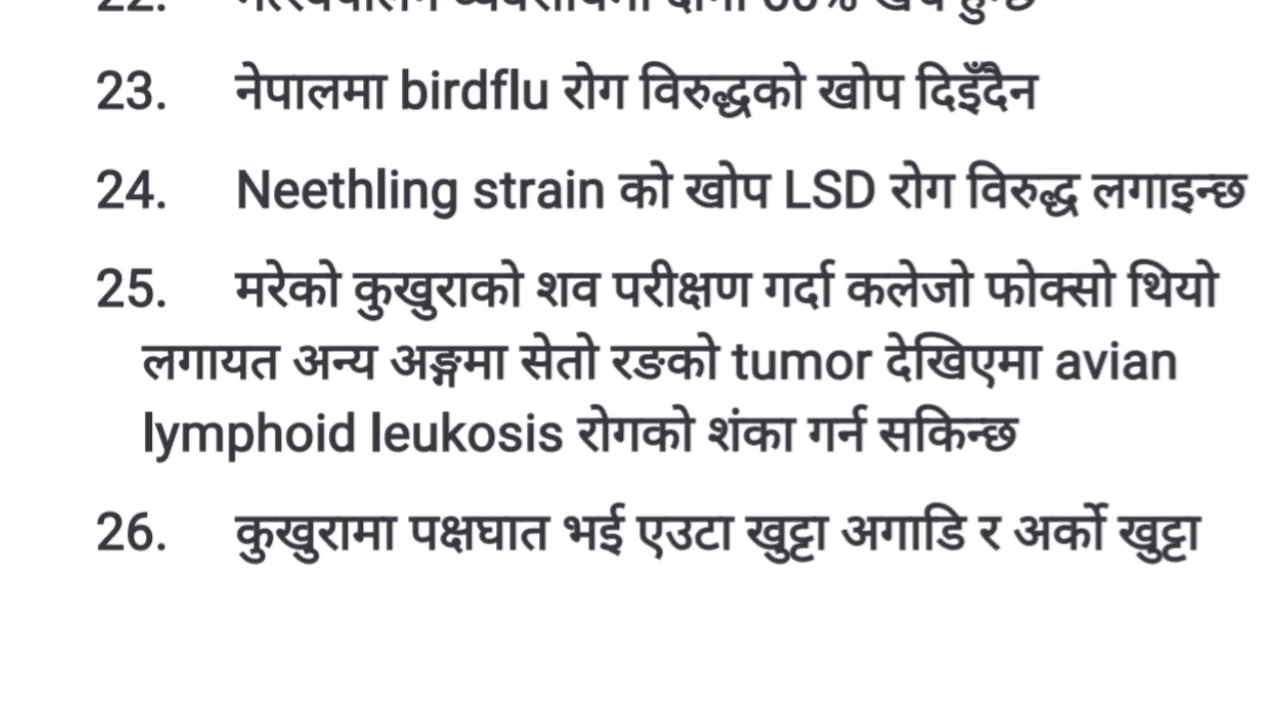 23. नेपालमा birdflu रोग विरुद्धको खोप दिइँदैन
24. Neethling strain को खोप LSD रोग विरुद्ध लगाइन्छ
25. मरेको कुखुराको शव परीक्षण गर्दा कलेजो फोक्सो थियो
लगायत अन्य अङ्गमा सेतो रङको tumor देखिएमा avian
lymphoid leukosis रोगको शंका गर्न सकिन्छ
26. कुखुरामा पक्षघात भई एउटा खुट्टा अगाडि र अर्को खुट्टा